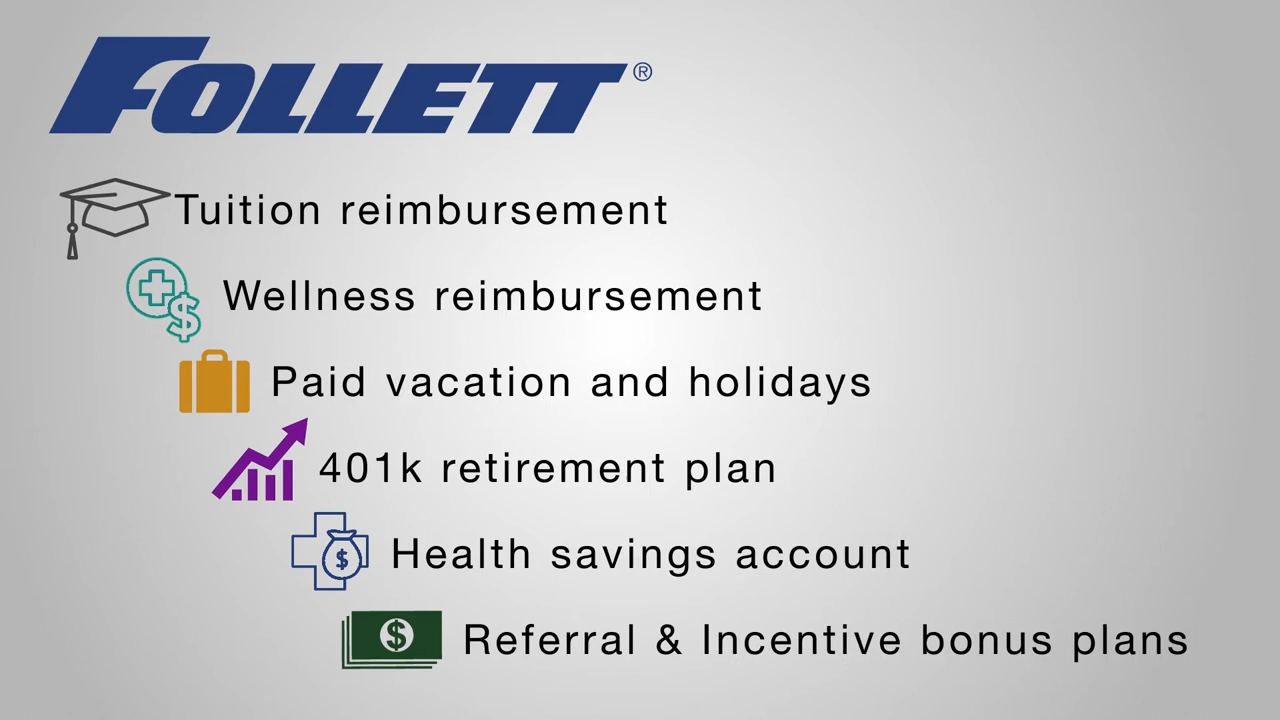 FOLLETT®
Tuition reimbursement
$ Wellness reimbursement
Paid vacation and holidays
401k retirement plan
$ Health savings account
$ Referral & Incentive bonus plans